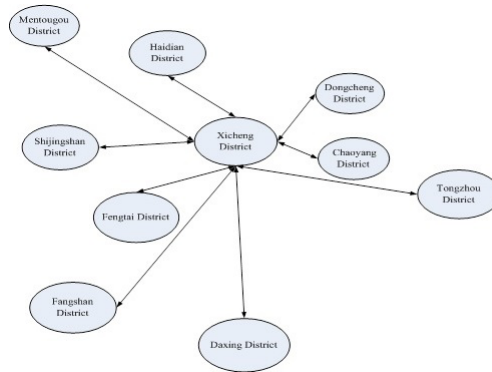 Mentougou
District
Haidian
District
Dongcheng
District
Xicheng
District
Shijingshan
District
Chaoyang
District
Tongzhou
District
Fengtai District
Fangshan
District
Daxing District